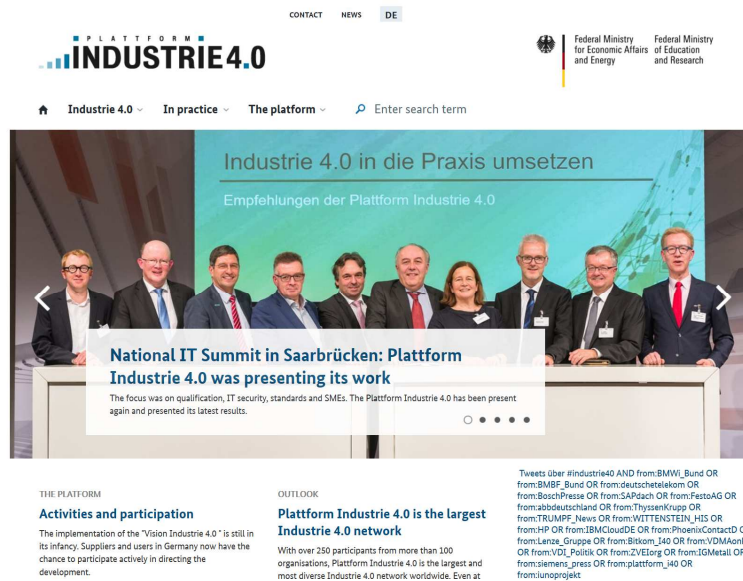 CONTACT NEWS DE
PLATTFORM
INDUSTRIE4.0
Federal Ministry
for Economic Affairs
and Energy
Federal Ministry
of Education
and Research
Industrie 4.0 In practice The platform Enter search term
Industrie 4.0 in die Praxis umsetzen
Empfehlungen der Plattform Industrie 4.0
National IT Summit in Saarbrücken: Plattform
Industrie 4.0 was presenting its work
The focus was on qualification, IT security, standards and SMEs. The Plattform Industrie 4.0 has been present
again and presented its latest results.
THE PLATFORM
Activities and participation
The implementation of the "Vision Industrie 4.0 " is still in
its infancy. Suppliers and users in Germany now have the
chance to participate actively in directing the
development.
OUTLOOK
Plattform Industrie 4.0 is the largest
Industrie 4.0 network
With over 250 participants from more than 100
organisations, Plattform Industrie 4.0 is the largest and
most diverse Industrie 4.0 network worldwide. Even at
Tweets über #industrie40 AND from:BMWi_Bund OR
from:BMBF_Bund OR from:deutschetelekom OR
from:BoschPresse OR from:SAPdach OR from:FestoAG OR
from:abbdeutschland OR from:ThyssenKrupp OR
from:TRUMPF_News OR from:WITTENSTEIN_HIS OR
from:HP OR from:IBMCloudDE OR from:PhoenixContactD
from:Lenze_Gruppe OR from:Bitkom_I40 OR
OR from:VDI_Politik OR from:ZVEIorg OR from:IGMetall OR
from:siemens_press OR from:plattform_i40 OR
from:iunoprojekt